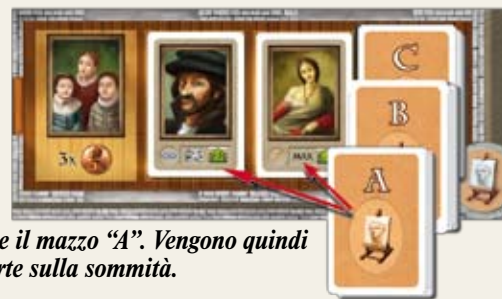 C
B
A
3x
MAX
e il mazzo “A”. Vengono quindi
rte sulla sommità.